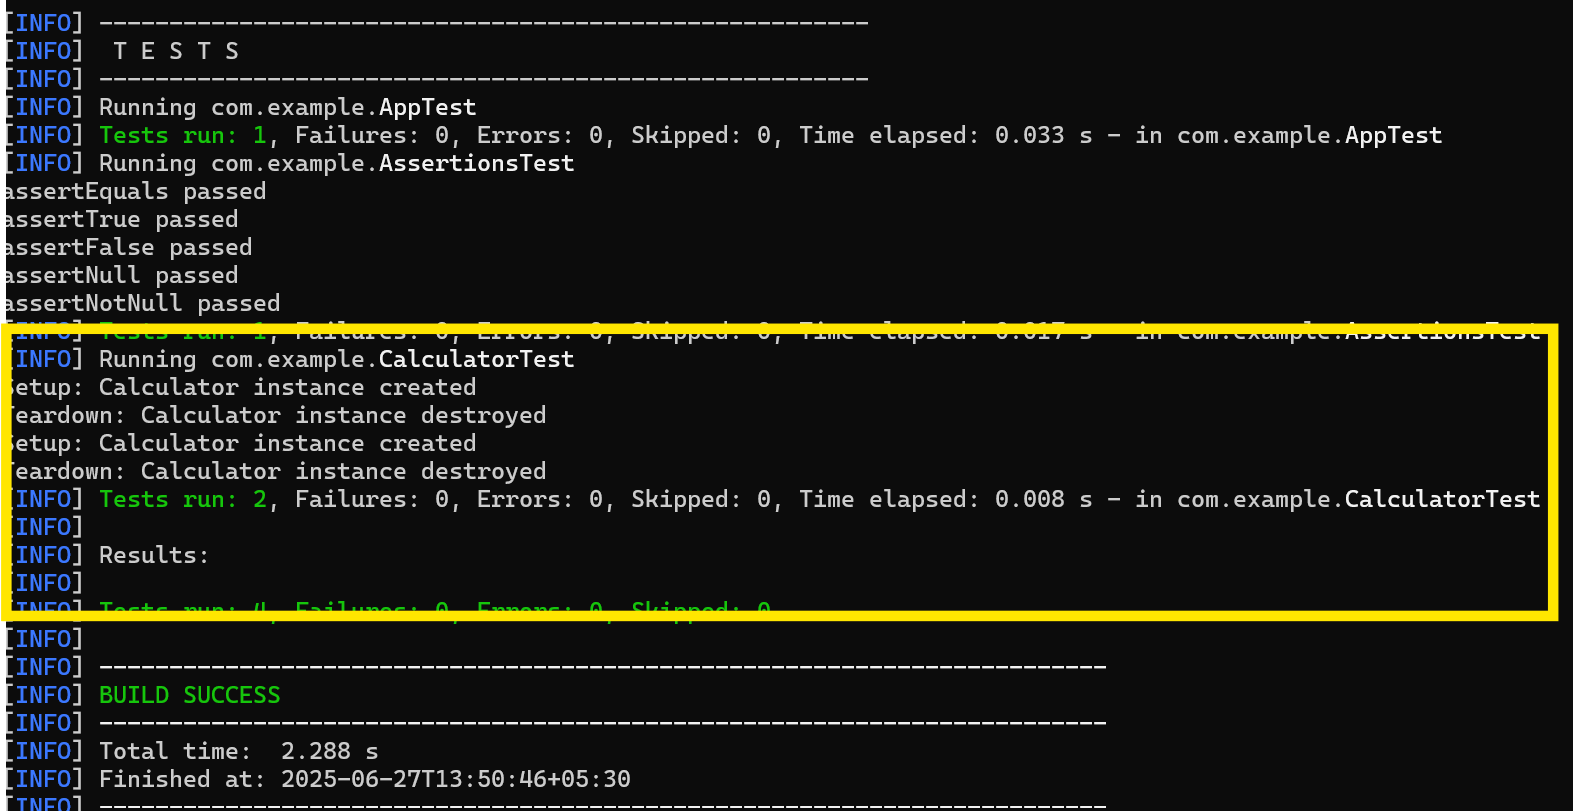 [INFO] -------------------------------------------------------
[INFO]  T E S T S
[INFO] -------------------------------------------------------
[INFO] Running com.example.AppTest
[INFO] Tests run: 1, Failures: 0, Errors: 0, Skipped: 0, Time elapsed: 0.033 s - in com.example.AppTest
[INFO] Running com.example.AssertionsTest
assertEquals passed
assertTrue passed
assertFalse passed
assertNull passed
assertNotNull passed
[INFO] Tests run: 1, Failures: 0, Errors: 0, Skipped: 0, Time elapsed: 0.017 s - in com.example.AssertionsTest
[INFO] Running com.example.CalculatorTest
Setup: Calculator instance created
Teardown: Calculator instance destroyed
Setup: Calculator instance created
Teardown: Calculator instance destroyed
[INFO] Tests run: 2, Failures: 0, Errors: 0, Skipped: 0, Time elapsed: 0.008 s - in com.example.CalculatorTest
[INFO]
[INFO] Results:
[INFO]
[INFO] Tests run: 4, Failures: 0, Errors: 0, Skipped: 0
[INFO]
[INFO] ------------------------------------------------------------------------
[INFO] BUILD SUCCESS
[INFO] ------------------------------------------------------------------------
[INFO] Total time:  2.288 s
[INFO] Finished at: 2025-06-27T13:50:46+05:30
[INFO] ------------------------------------------------------------------------